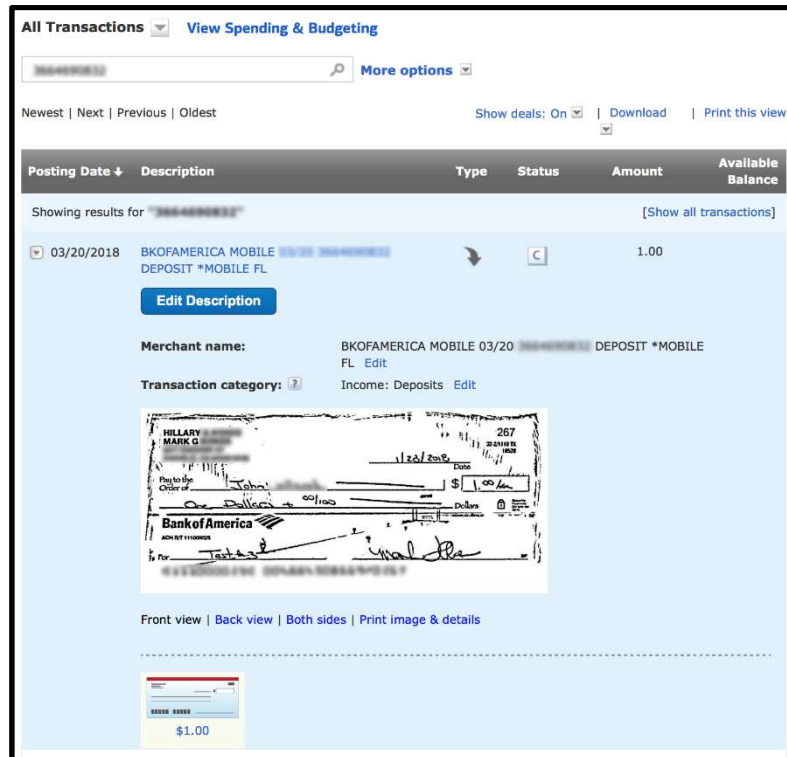 All Transactions View Spending & Budgeting
More options
Newest | Next | Previous | Oldest
Show deals: On | Download | Print this view
Posting Date Description Type Status Amount Available Balance
Showing results for
[Show all transactions]
03/20/2018 BKOFAMERICA MOBILE C 1.00
DEPOSIT *MOBILE FL
Edit Description
Merchant name: BKOFAMERICA MOBILE 03/20 DEPOSIT *MOBILE
FL Edit
Transaction category: ? Income: Deposits Edit
HILLARY
MARK G
267
1/23/2018
Date
Pay to the
Order of John $ 1.00
One Dollars + 00/100 Dollars
Bank of America
ACH R/T 111000025
For
Front view | Back view | Both sides | Print image & details
$1.00